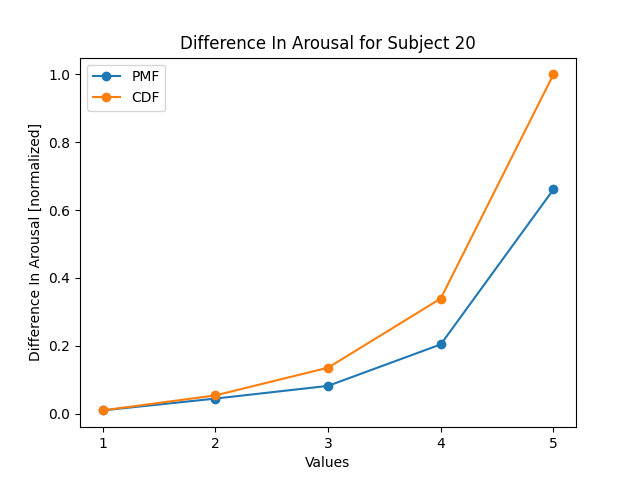 Difference In Arousal for Subject 20
PMF
CDF
Difference In Arousal [normalized]
1.0
0.8
0.6
0.4
0.2
0.0
1 2 3 4 5
Values